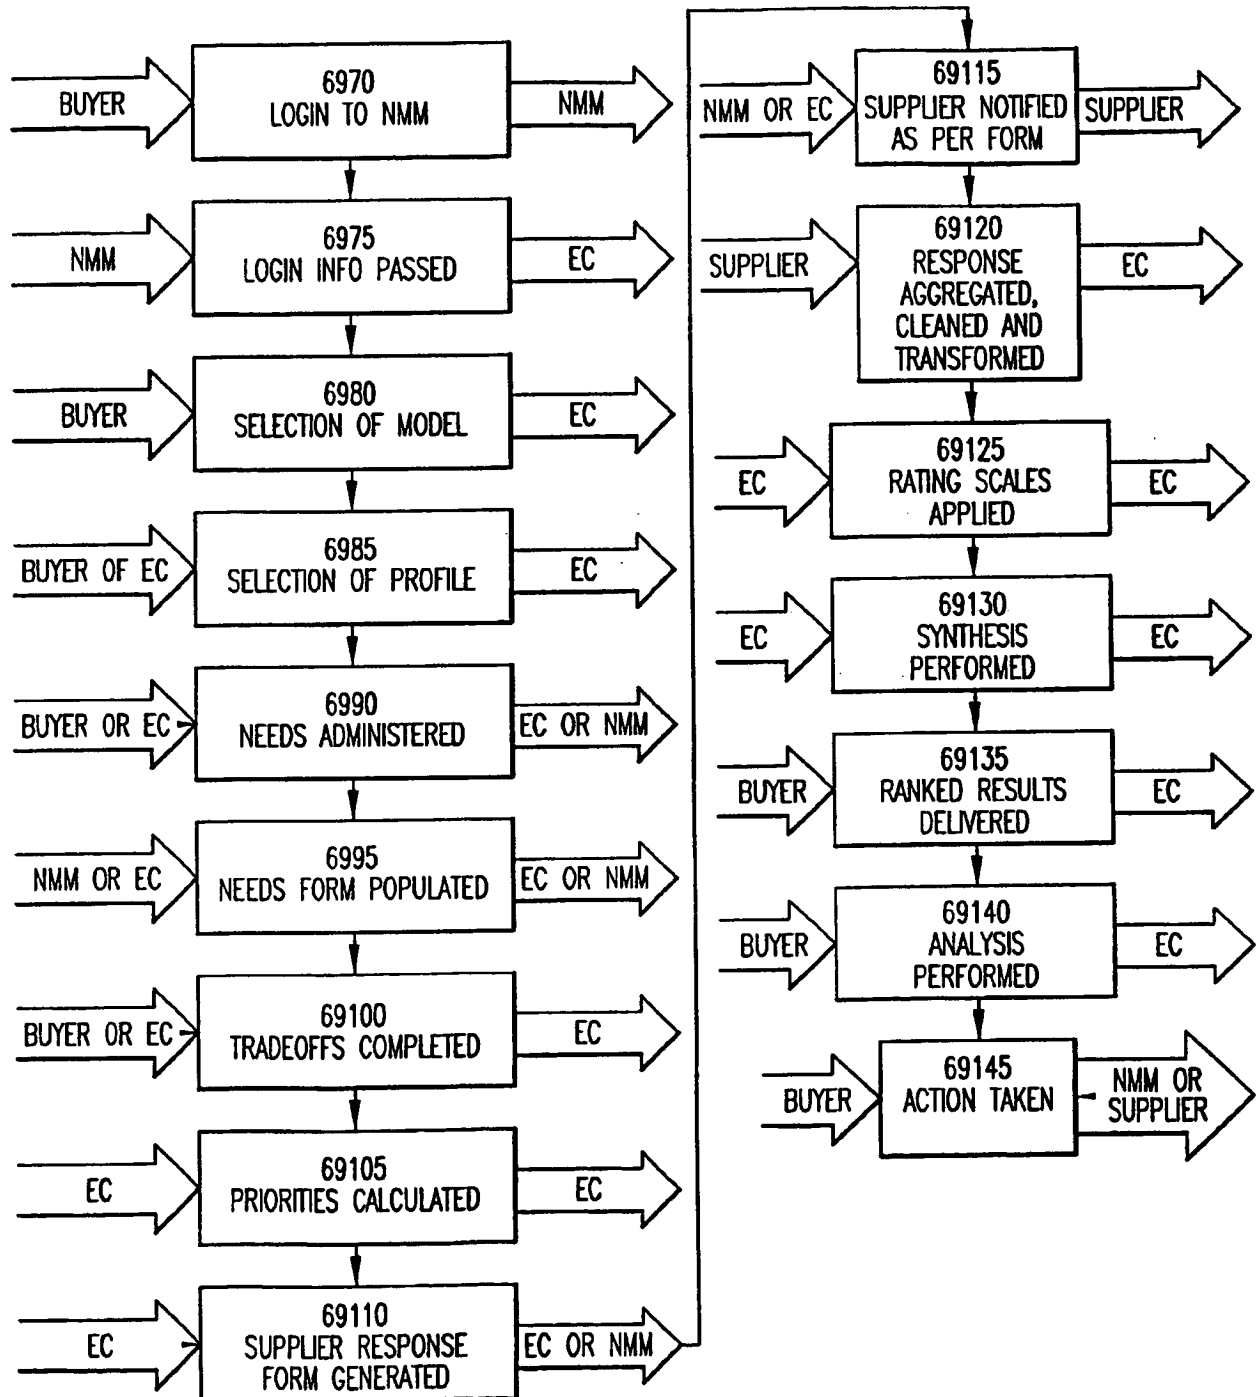 BUYER
6970
LOGIN TO NMM
NMM
NMM
6975
LOGIN INFO PASSED
EC
BUYER
6980
SELECTION OF MODEL
EC
BUYER OF EC
6985
SELECTION OF PROFILE
EC
BUYER OR EC
6990
NEEDS ADMINISTERED
EC OR NMM
NMM OR EC
6995
NEEDS FORM POPULATED
EC OR NMM
BUYER OR EC
69100
TRADEOFFS COMPLETED
EC
EC
69105
PRIORITIES CALCULATED
EC
EC
69110
SUPPLIER RESPONSE
FORM GENERATED
EC OR NMM
NMM OR EC
69115
SUPPLIER NOTIFIED
AS PER FORM
SUPPLIER
SUPPLIER
69120
RESPONSE
AGGREGATED,
CLEANED AND
TRANSFORMED
EC
EC
69125
RATING SCALES
APPLIED
EC
EC
69130
SYNTHESIS
PERFORMED
EC
BUYER
69135
RANKED RESULTS
DELIVERED
EC
BUYER
69140
ANALYSIS
PERFORMED
EC
BUYER
69145
ACTION TAKEN
NMM OR
SUPPLIER